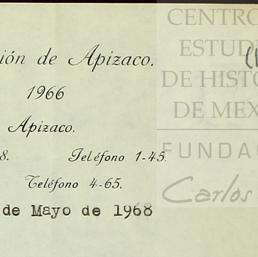 ión de Apizaco.
1966
Apizaco.
8. Teléfono 1-45.
Teléfono 4-65.
de Mayo de 1968
CENTRO
ESTUD
DE HISTO
DE MEX
FUNDA
Carlos